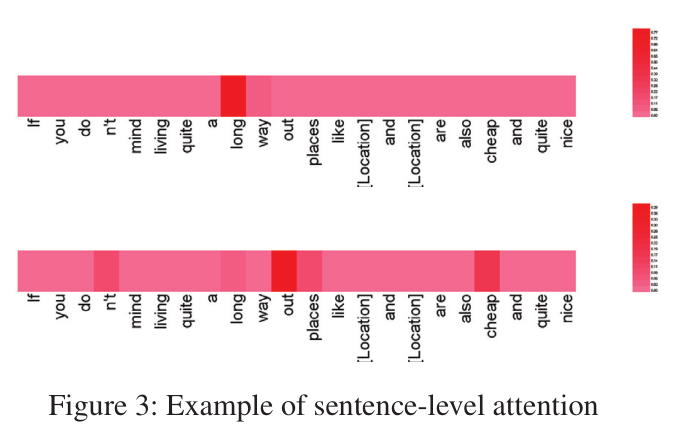 If you do n't mind living quite a long way out places like [Location] and [Location] are also cheap and quite nice
If you do n't mind living quite a long way out places like [Location] and [Location] are also cheap and quite nice
Figure 3: Example of sentence-level attention